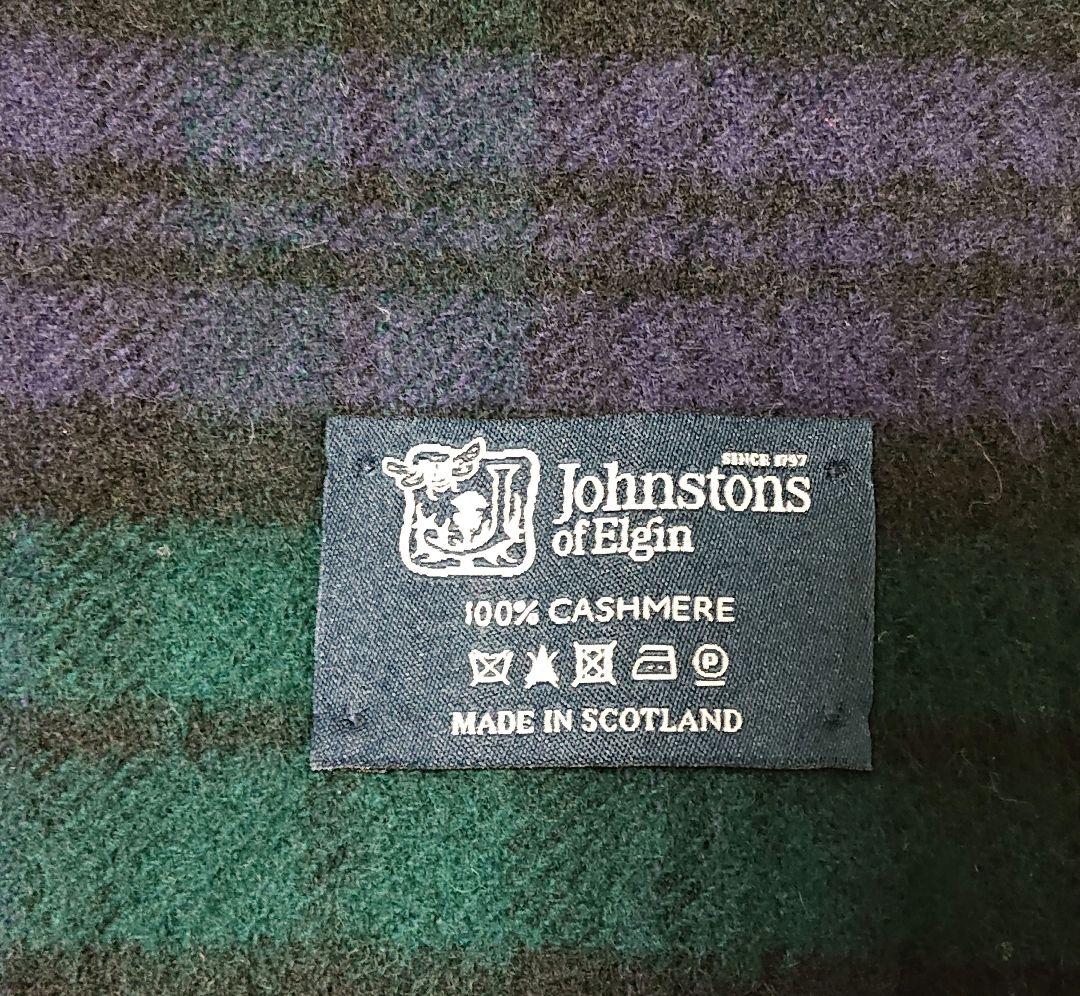 SINCE 1797
Johnstons
of Elgin
100% CASHMERE
P
MADE IN SCOTLAND